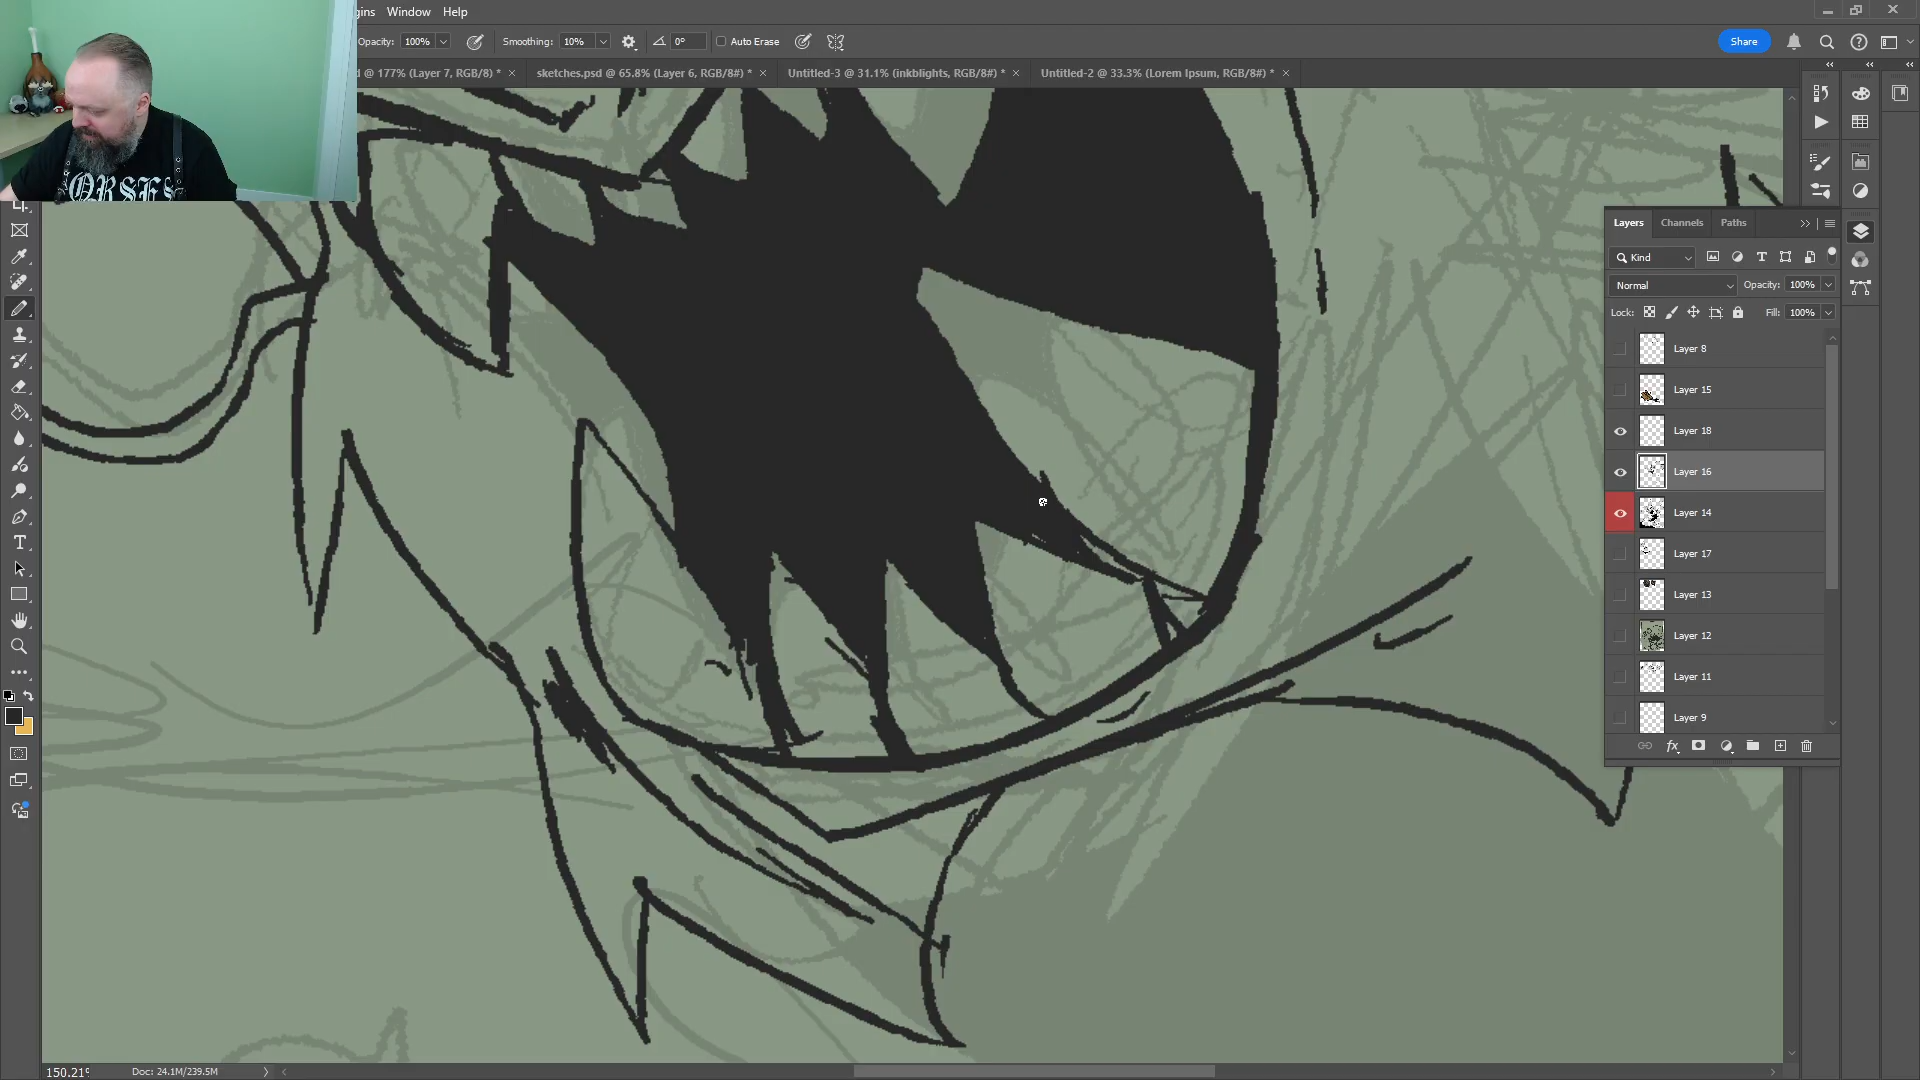 gins Window Help
Opacity: 100% Smoothing: 10% 0° Auto Erase Share
d @ 177% (Layer 7, RGB/8) * sketches.psd @ 65.8% (Layer 6, RGB/8#) * Untitled-3 @ 31.1% (inkblights, RGB/8#) * Untitled-2 @ 33.3% (Lorem Ipsum, RGB/8#) *
Layers Channels Paths
Kind
Normal Opacity: 100%
Lock: Fill: 100%
Layer 8
Layer 15
Layer 18
Layer 16
Layer 14
Layer 17
Layer 13
Layer 12
Layer 11
Layer 9
150.21%
Doc: 24.1M/239.5M